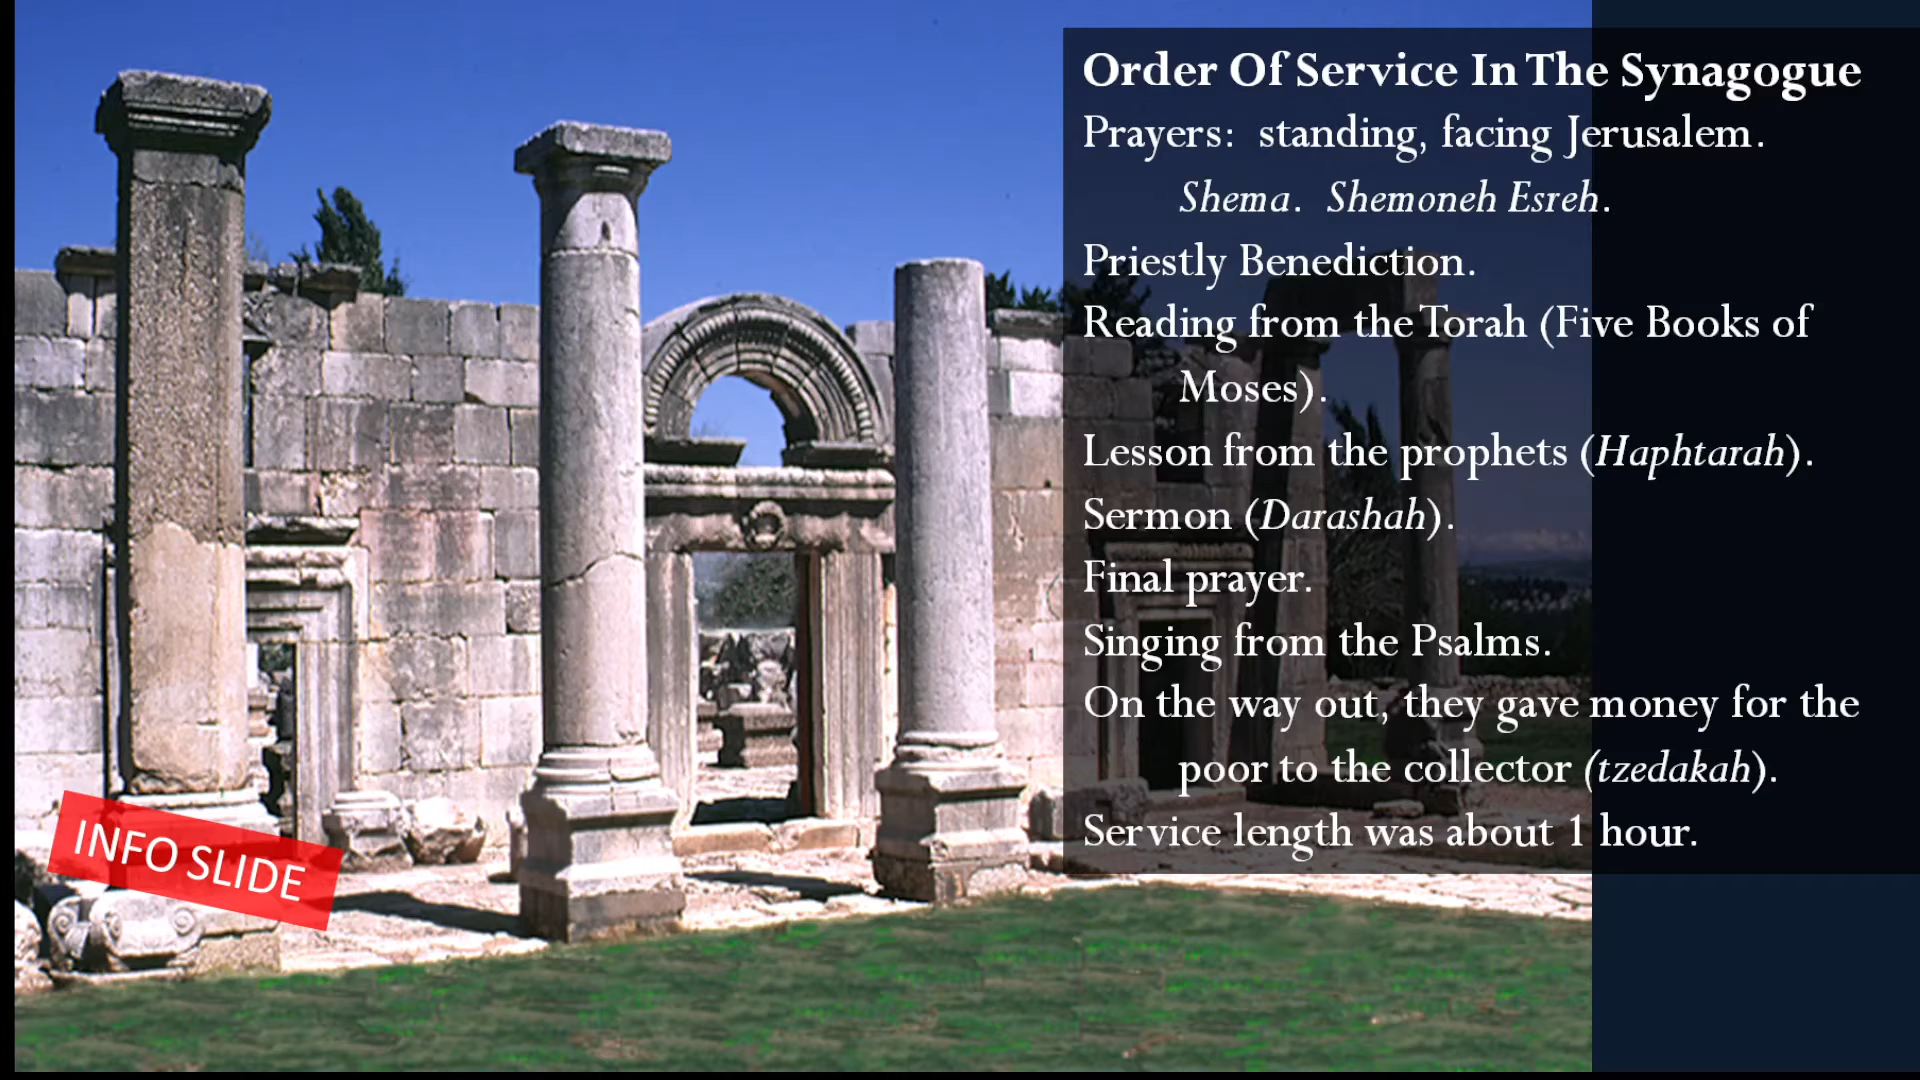 Order Of Service In The Synagogue
Prayers: standing, facing Jerusalem.
Shema. Shemoneh Esreh.
Priestly Benediction.
Reading from the Torah (Five Books of
Moses).
Lesson from the prophets (Haphtarah).
Sermon (Darashah).
Final prayer.
Singing from the Psalms.
On the way out, they gave money for the
poor to the collector (tzedakah).
Service length was about 1 hour.
INFO SLIDE